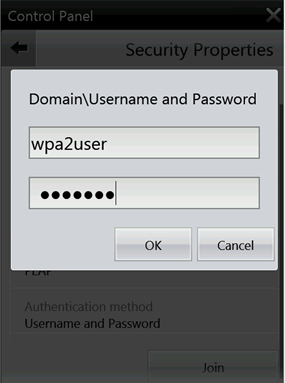 Control Panel
Security Properties
Domain\Username and Password
wpa2user
●●●●●●●
OK Cancel
PEAP
Authentication method
Username and Password
Join